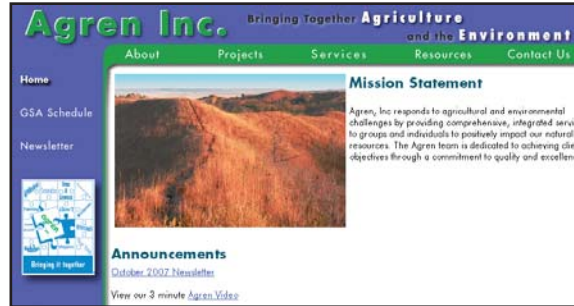 Agren Inc.
Bringing Together Agriculture
and the Environment
About Projects Services Resources Contact Us
Home
GSA Schedule
Newsletter
Agren
Bringing it together
Mission Statement
Agren, Inc responds to agricultural and environmental
challenges by providing comprehensive, integrated servi
to groups and individuals to positively impact our natural
resources. The Agren team is dedicated to achieving clie
objectives through a commitment to quality and excellen
Announcements
October 2007 Newsletter
View our 3 minute Agren Video